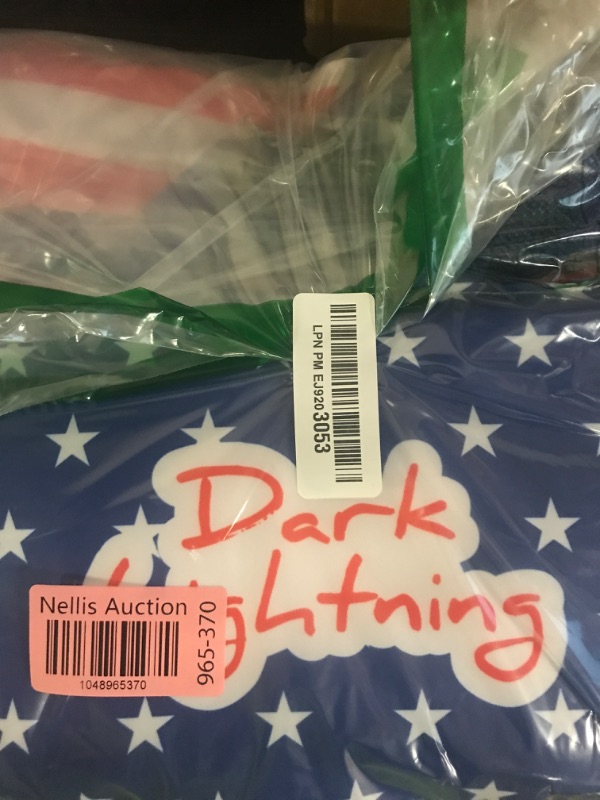 LPN PM EJ9203053
Dark
Lightning
Nellis Auction
965-370
1048965370